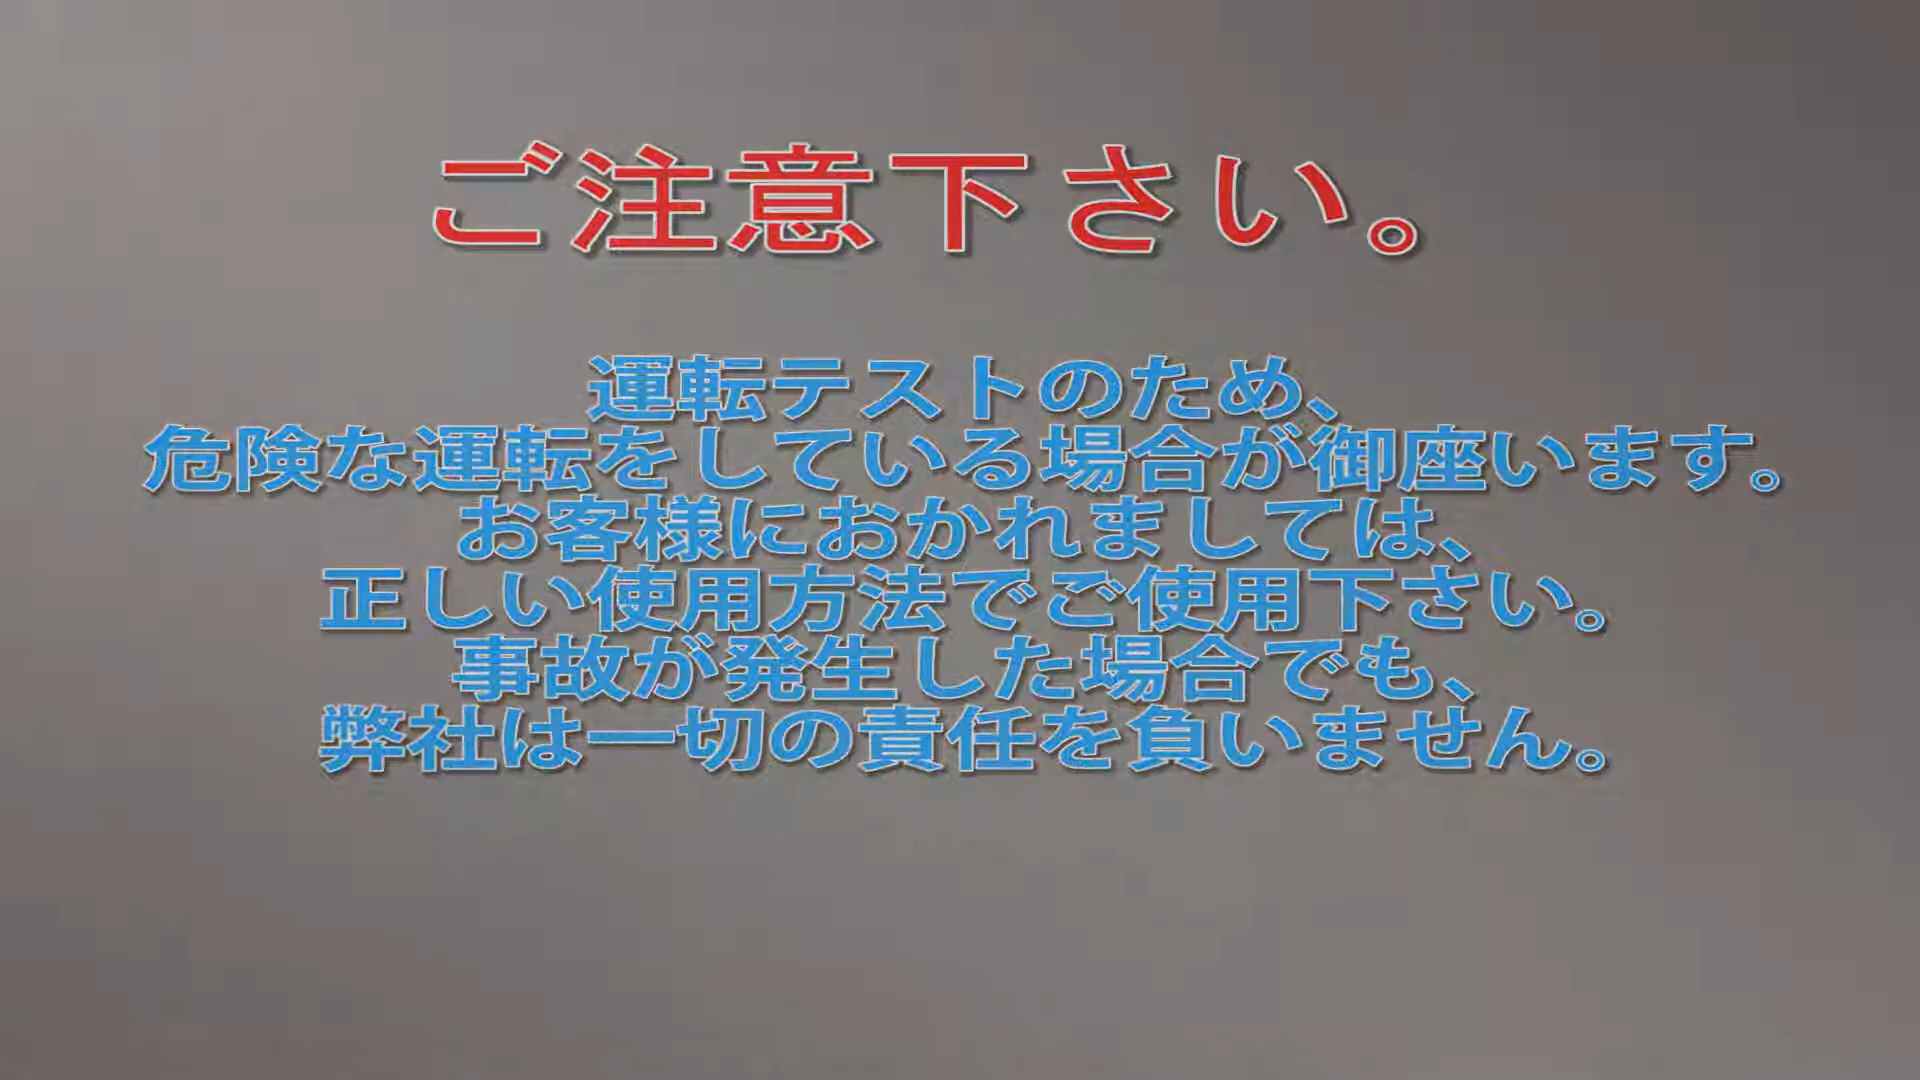 ご注意下さい。
運転テストのため、
危険な運転をしている場合が御座います。
お客様におかれましては、
正しい使用方法でご使用下さい。
事故が発生した場合でも、
弊社は一切の責任を負いません。